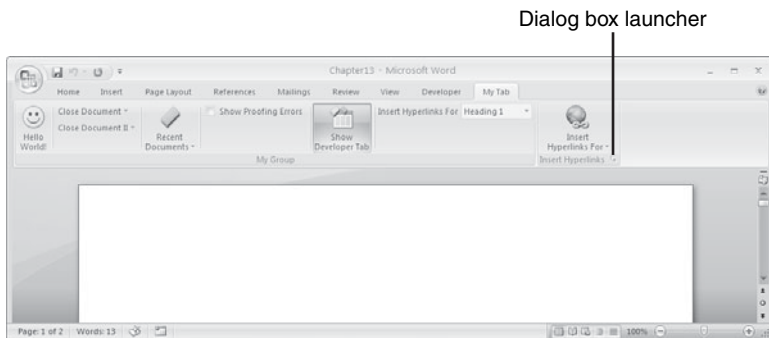 Dialog box launcher
Chapter13 - Microsoft Word
Home Insert Page Layout References Mailings Review View Developer My Tab
Hello World!
Close Document
Close Document II
Recent Documents
Show Proofing Errors
Show Developer Tab
Insert Hyperlinks For Heading 1
Insert Hyperlinks For
My Group
Insert Hyperlinks
Page: 1 of 2 Words: 13
100%